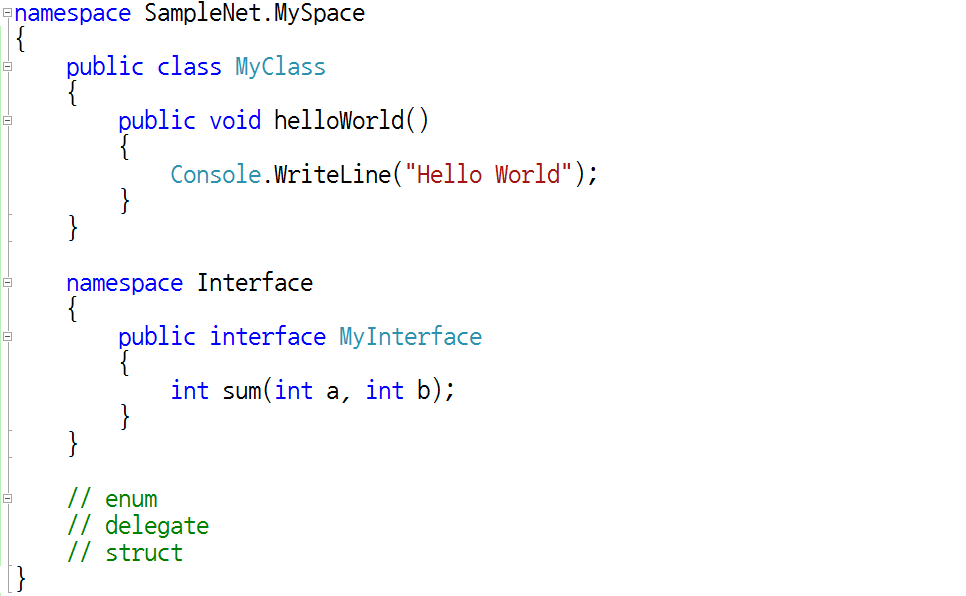 namespace SampleNet.MySpace
{
    public class MyClass
    {
        public void helloWorld()
        {
            Console.WriteLine("Hello World");
        }
    }

    namespace Interface
    {
        public interface MyInterface
        {
            int sum(int a, int b);
        }
    }

    // enum
    // delegate
    // struct
}